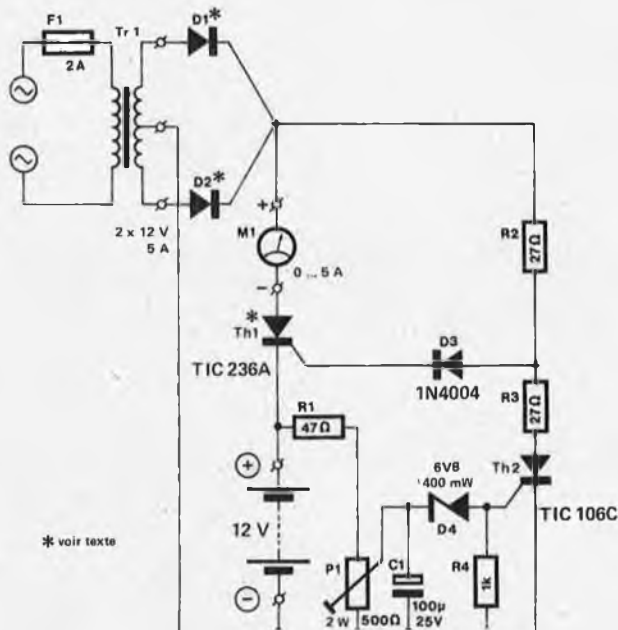 F1
2A
Tr 1
D1*
D2*
2 x 12 V
5 A
+
M1
0 ... 5 A
−
*
Th1
TIC 236A
R2
27Ω
D3
1N4004
R3
27Ω
R1
47Ω
6V8
400 mW
Th2
TIC 106C
D4
+
12 V
−
* voir texte
P1
2 W
500Ω
C1
100µ
25V
R4
1k